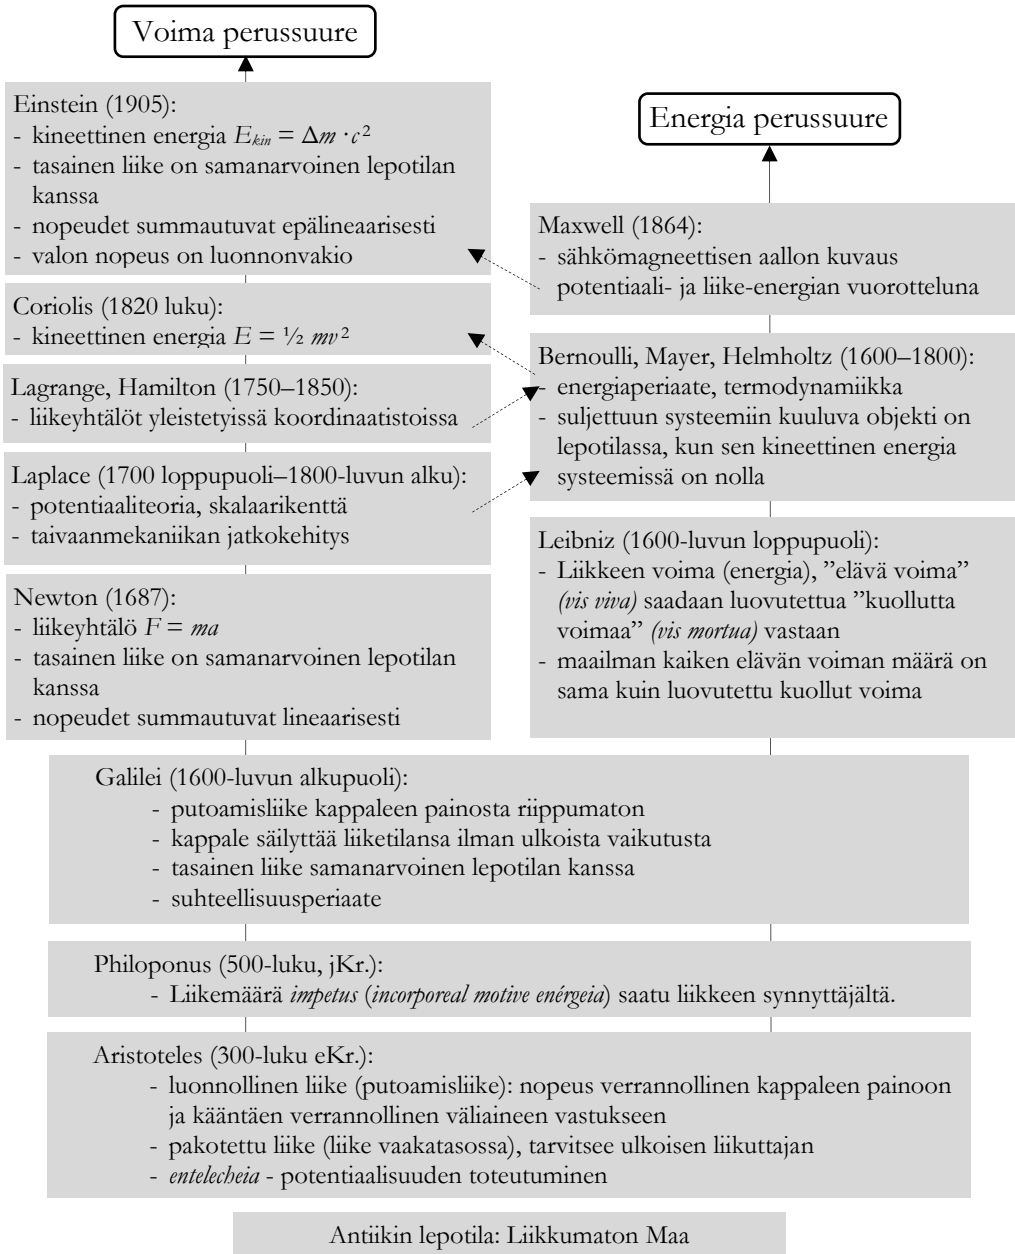 Voima perussuure
Einstein (1905):
- kineettinen energia Ekin = Δm ·c²
- tasainen liike on samanarvoinen lepotilan
kanssa
- nopeudet summautuvat epälineaarisesti
- valon nopeus on luonnonvakio
Coriolis (1820 luku):
- kineettinen energia E = ½ mv²
Lagrange, Hamilton (1750–1850):
- liikeyhtälöt yleistetyissä koordinaatistoissa
Laplace (1700 loppupuoli–1800-luvun alku):
- potentiaaliteoria, skalaarikenttä
- taivaanmekaniikan jatkokehitys
Newton (1687):
- liikeyhtälö F = ma
- tasainen liike on samanarvoinen lepotilan
kanssa
- nopeudet summautuvat lineaarisesti
Energia perussuure
Maxwell (1864):
- sähkömagneettisen aallon kuvaus
potentiaali- ja liike-energian vuorotteluna
Bernoulli, Mayer, Helmholtz (1600–1800):
- energiaperiaate, termodynamiikka
- suljettuun systeemiin kuuluva objekti on
lepotilassa, kun sen kineettinen energia
systeemissä on nolla
Leibniz (1600-luvun loppupuoli):
- Liikkeen voima (energia), ”elävä voima”
(vis viva) saadaan luovutettua ”kuollutta
voimaa” (vis mortua) vastaan
- maailman kaiken elävän voiman määrä on
sama kuin luovutettu kuollut voima
Galilei (1600-luvun alkupuoli):
- putoamisliike kappaleen painosta riippumaton
- kappale säilyttää liiketilansa ilman ulkoista vaikutusta
- tasainen liike samanarvoinen lepotilan kanssa
- suhteellisuusperiaate
Philoponus (500-luku, jKr.):
- Liikemäärä impetus (incorporeal motive enérgeia) saatu liikkeen synnyttäjältä.
Aristoteles (300-luku eKr.):
- luonnollinen liike (putoamisliike): nopeus verrannollinen kappaleen painoon
ja kääntäen verrannollinen väliaineen vastukseen
- pakotettu liike (liike vaakatasossa), tarvitsee ulkoisen liikuttajan
- entelecheia - potentiaalisuuden toteutuminen
Antiikin lepotila: Liikkumaton Maa